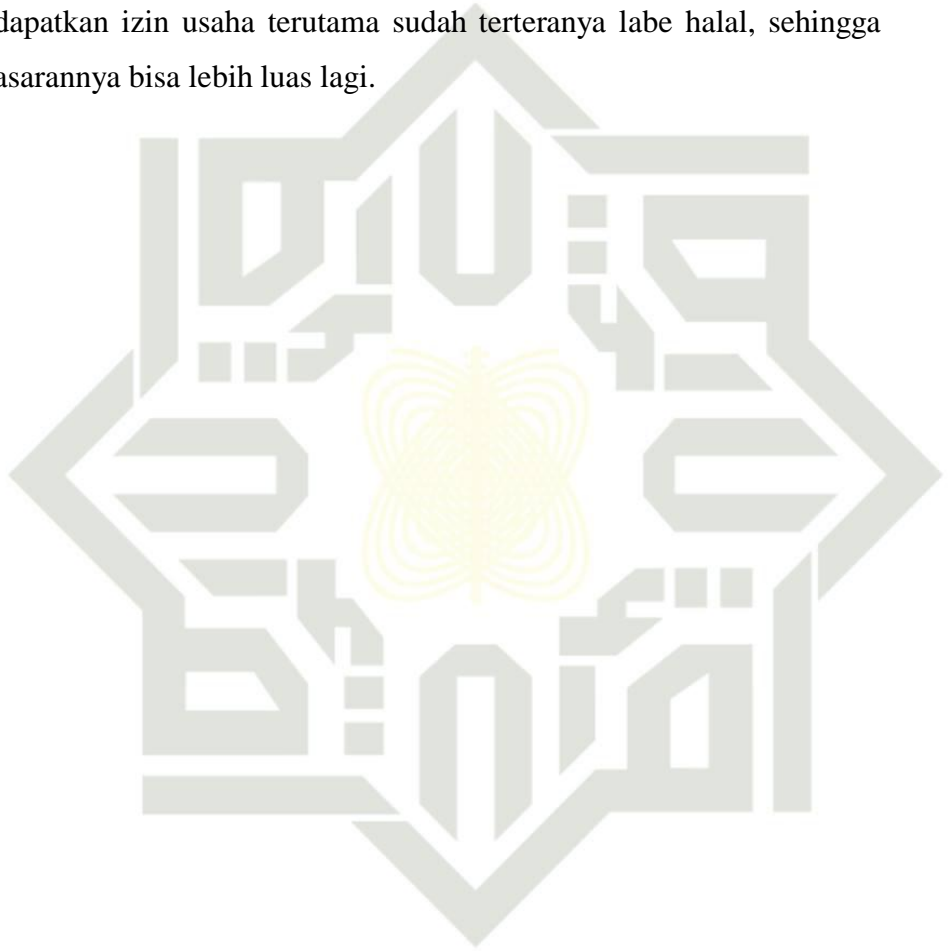 dapatkan izin usaha terutama sudah terteranya labe halal, sehingga
asarannya bisa lebih luas lagi.